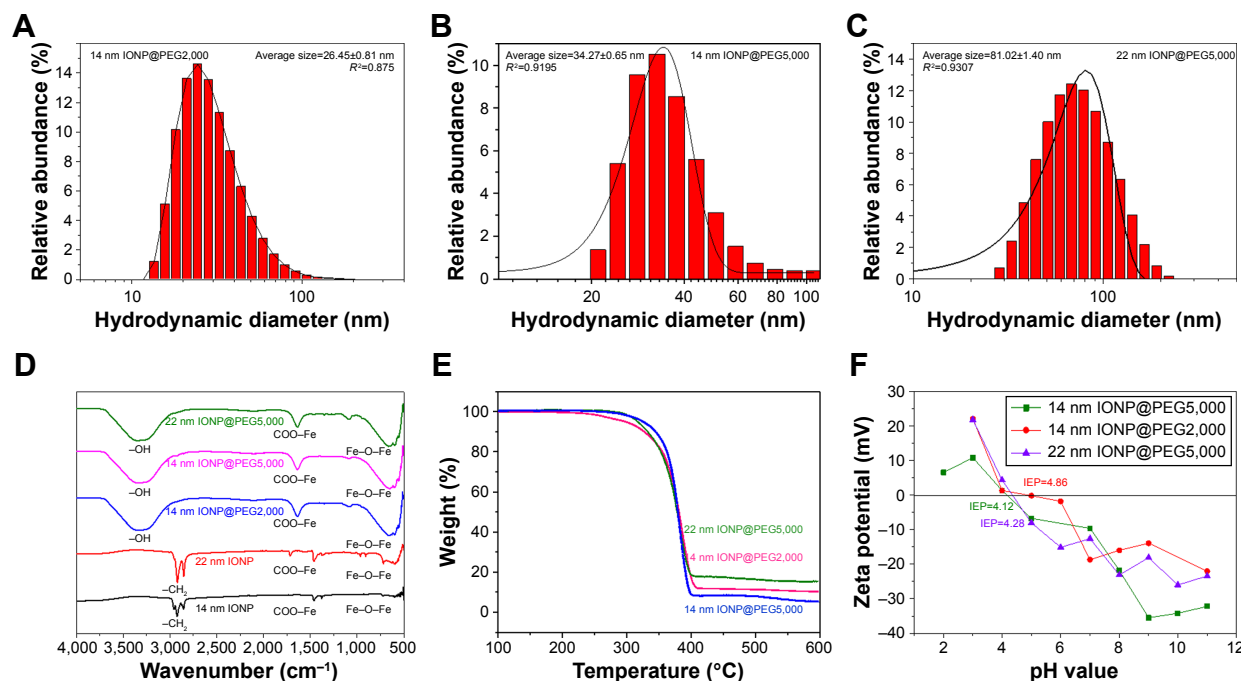 A
14 nm IONP@PEG2,000
Average size=26.45±0.81 nm
R²=0.875
Relative abundance (%)
14
12
10
8
6
4
2
0
10
100
Hydrodynamic diameter (nm)
B
Average size=34.27±0.65 nm
14 nm IONP@PEG5,000
R²=0.9195
Relative abundance (%)
10
8
6
4
2
0
20
40
60
80
100
Hydrodynamic diameter (nm)
C
Average size=81.02±1.40 nm
22 nm IONP@PEG5,000
R²=0.9307
Relative abundance (%)
14
12
10
8
6
4
2
0
10
100
Hydrodynamic diameter (nm)
D
22 nm IONP@PEG5,000
–OH
COO–Fe
Fe–O–Fe
14 nm IONP@PEG5,000
–OH
COO–Fe
Fe–O–Fe
14 nm IONP@PEG2,000
–OH
COO–Fe
Fe–O–Fe
22 nm IONP
–CH₂
COO–Fe
Fe–O–Fe
14 nm IONP
–CH₂
COO–Fe
Fe–O–Fe
4,000
3,500
3,000
2,500
2,000
1,500
1,000
500
Wavenumber (cm⁻¹)
E
Weight (%)
100
80
60
40
20
0
22 nm IONP@PEG5,000
14 nm IONP@PEG2,000
14 nm IONP@PEG5,000
100
200
300
400
500
600
Temperature (°C)
F
Zeta potential (mV)
30
20
10
0
−10
−20
−30
−40
14 nm IONP@PEG5,000
14 nm IONP@PEG2,000
22 nm IONP@PEG5,000
IEP=4.86
IEP=4.12
IEP=4.28
2
4
6
8
10
12
pH value